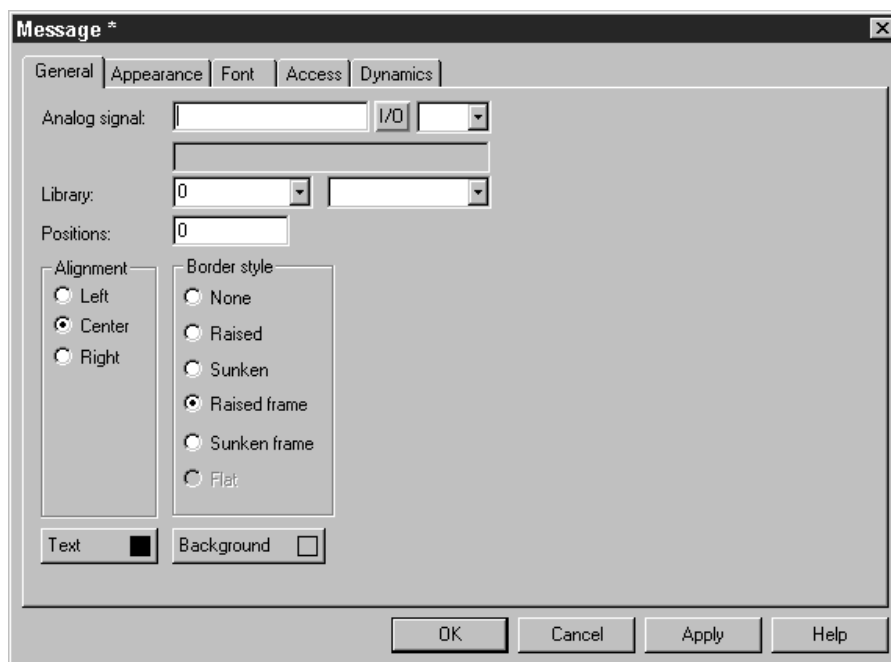 Message *
General Appearance Font Access Dynamics
Analog signal: I/O
Library: 0
Positions: 0
Alignment Border style
Left None
Center Raised
Right Sunken
Raised frame
Sunken frame
Flat
Text Background
OK Cancel Apply Help